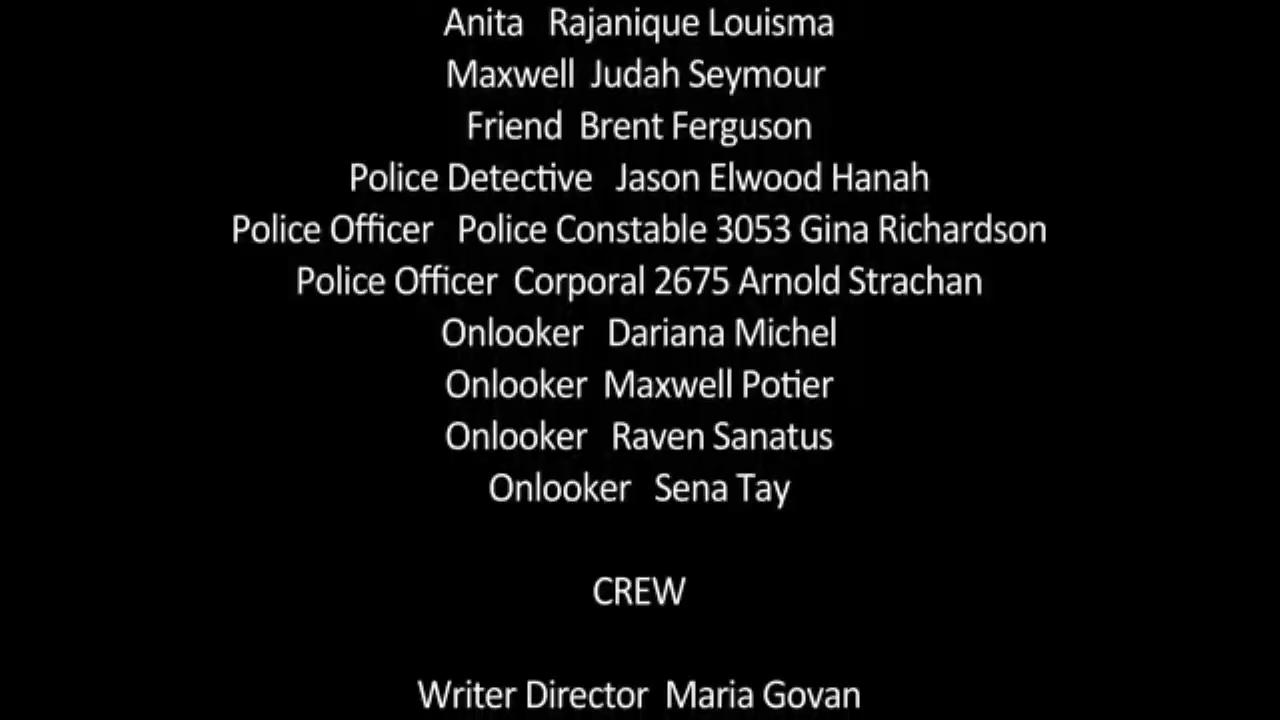 Anita Rajanique Louisma
Maxwell Judah Seymour
Friend Brent Ferguson
Police Detective Jason Elwood Hanah
Police Officer Police Constable 3053 Gina Richardson
Police Officer Corporal 2675 Arnold Strachan
Onlooker Dariana Michel
Onlooker Maxwell Potier
Onlooker Raven Sanatus
Onlooker Sena Tay
CREW
Writer Director Maria Govan